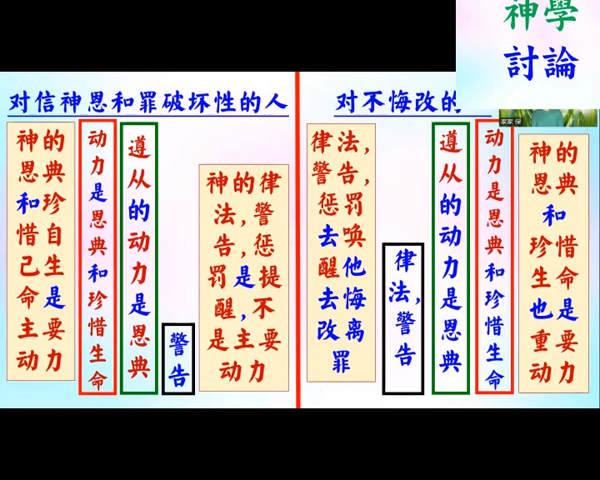 神學
討論
对信神恩和罪破坏性的人
神的
恩典
和珍
惜自
己生
命是
主要
动力
动力是恩典和珍惜生命
遵从的动力是恩典
警告
神的律
法,警
告,惩
罚是提
醒,不
是主要
动力
对不悔改的
律法,
警告,
惩罚
去唤
醒他
去悔
改离
罪
律法,警告
遵从的动力是恩典
动力是恩典和珍惜生命
神的
恩典
和
珍惜
生命
也是
重要
动力